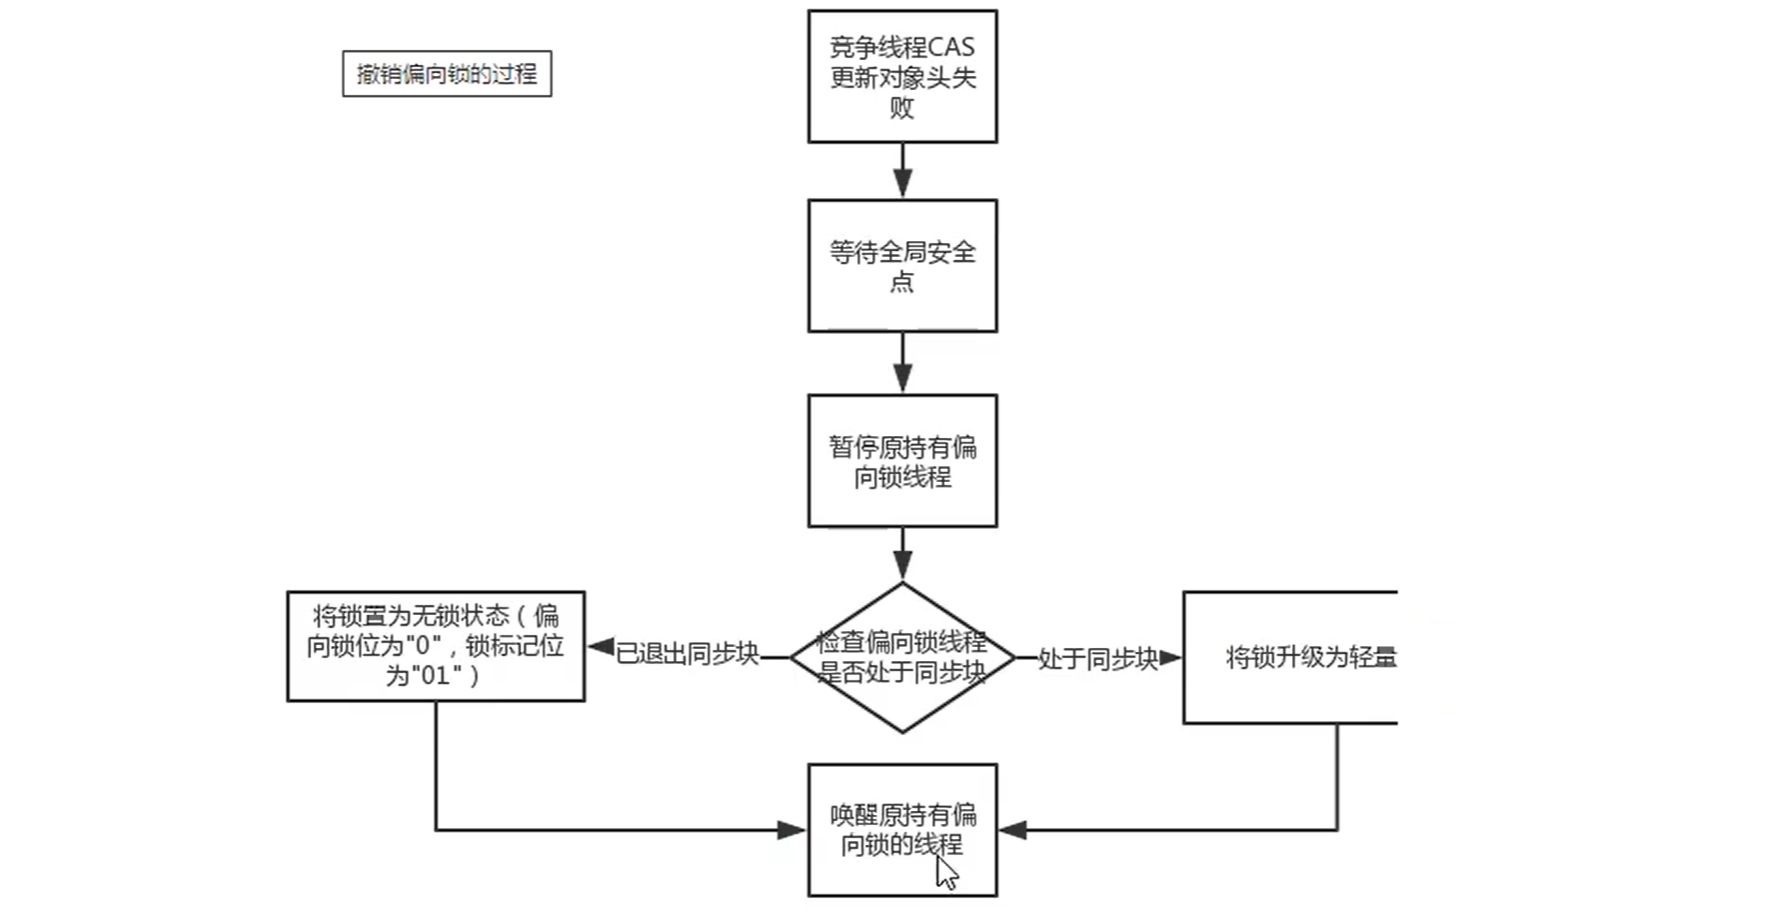 撤销偏向锁的过程
竞争线程CAS
更新对象头失
败
等待全局安全
点
暂停原持有偏
向锁线程
检查偏向锁线程
是否处于同步块
已退出同步块
处于同步块
将锁置为无锁状态（偏
向锁位为"0"，锁标记位
为"01"）
将锁升级为轻量
唤醒原持有偏
向锁的线程